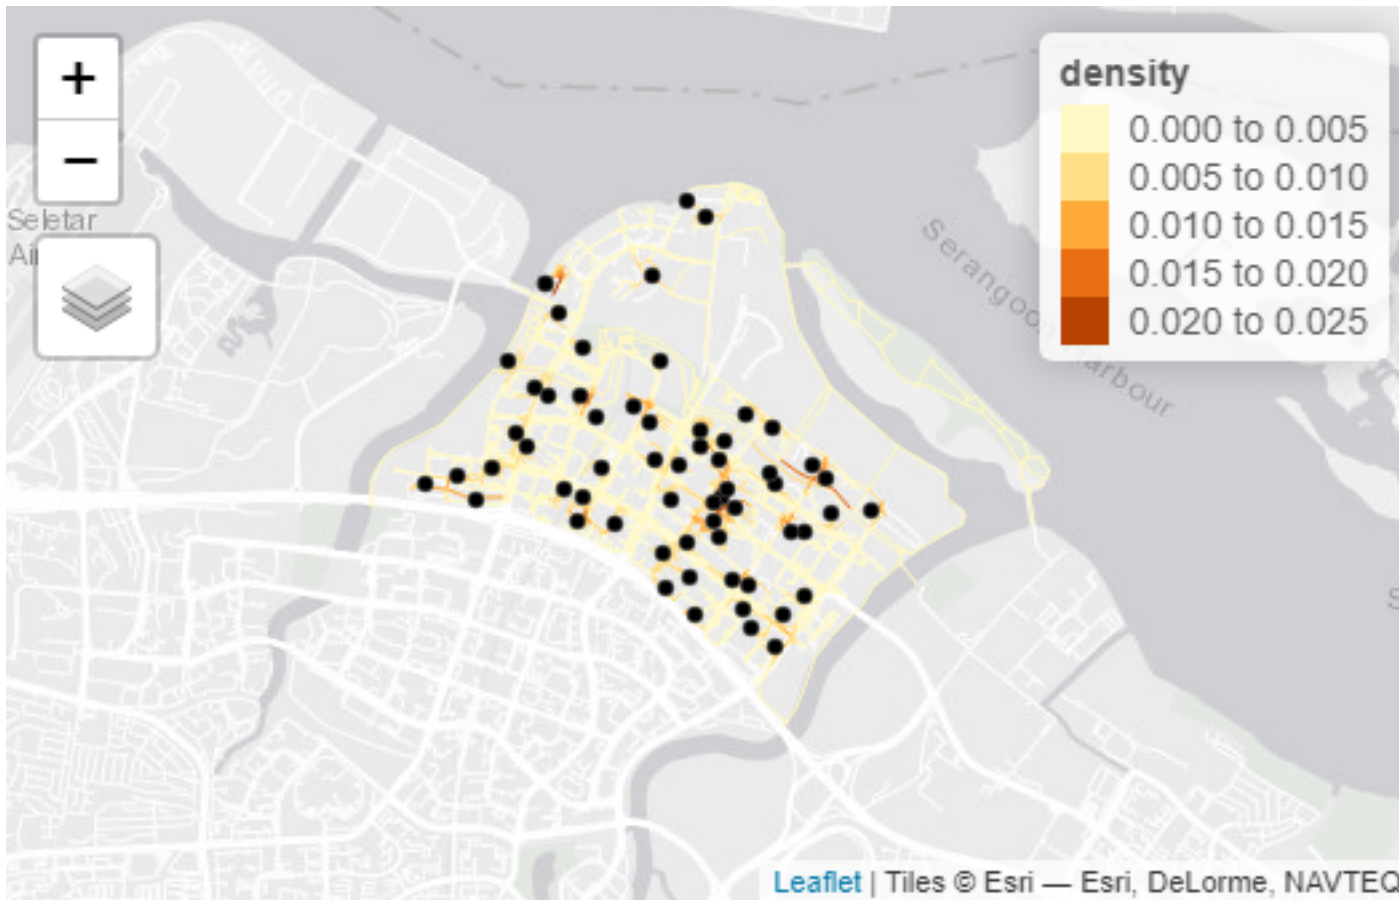 +
density
0.000 to 0.005
−
0.005 to 0.010
Seletar
0.010 to 0.015
Ai
0.015 to 0.020
0.020 to 0.025
Serangoon Harbour
S
Leaflet | Tiles © Esri — Esri, DeLorme, NAVTEQ